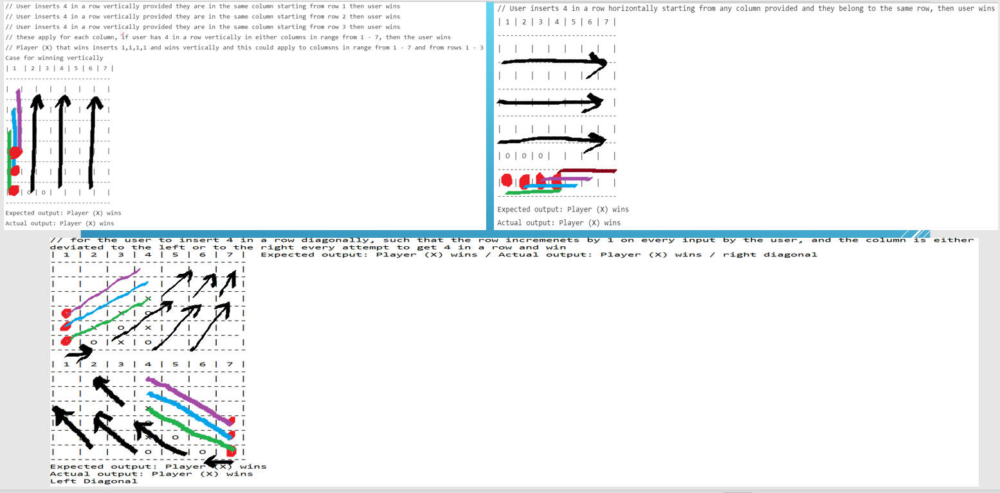 // User inserts 4 in a row vertically provided they are in the same column starting from row 1 then user wins
// User inserts 4 in a row vertically provided they are in the same column starting from row 2 then user wins
// User inserts 4 in a row vertically provided they are in the same column starting from row 3 then user wins
// these apply for each column, if user has 4 in a row vertically in either columns in range from 1 - 7, then the user wins
// Player (X) that wins inserts 1,1,1,1 and wins vertically and this could apply to columsns in range from 1 - 7 and from rows 1 - 3
Case for winning vertically
| 1 | 2 | 3 | 4 | 5 | 6 | 7 |
O | O
Expected output: Player (X) wins
Actual output: Player (X) wins
// User inserts 4 in a row horizontally starting from any column provided and they belong to the same row, then user wins
| 1 | 2 | 3 | 4 | 5 | 6 | 7 |
| O | O | O | | | | |
Expected output: Player (X) wins
Actual output: Player (X) wins
// for the user to insert 4 in a row diagonally, such that the row incremenets by 1 on every input by the user, and the column is either
deviated to the left or to the right every attempt to get 4 in a row and win
| 1 | 2 | 3 | 4 | 5 | 6 | 7 | Expected output: Player (X) wins / Actual output: Player (X) wins / right diagonal
X
X | O
X | O | X
O | X | O
| 1 | 2 | 3 | 4 | 5 | 6 | 7 |
X
X | O
O | O
Expected output: Player (X) wins
Actual output: Player (X) wins
Left Diagonal